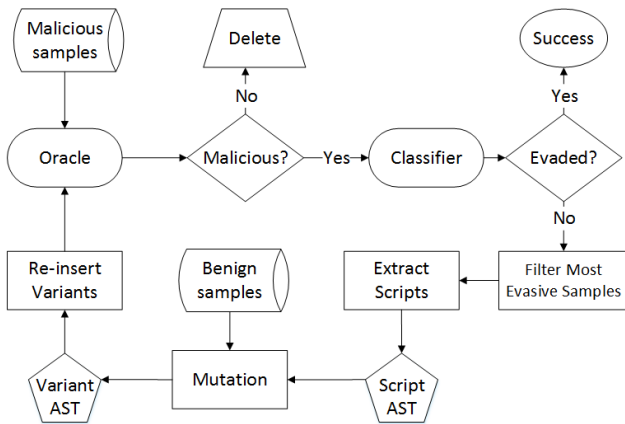 Malicious
samples
Delete
Success
No
Yes
Oracle
Malicious?
Yes
Classifier
Evaded?
No
Re-insert
Variants
Benign
samples
Extract
Scripts
Filter Most
Evasive Samples
Variant
AST
Mutation
Script
AST